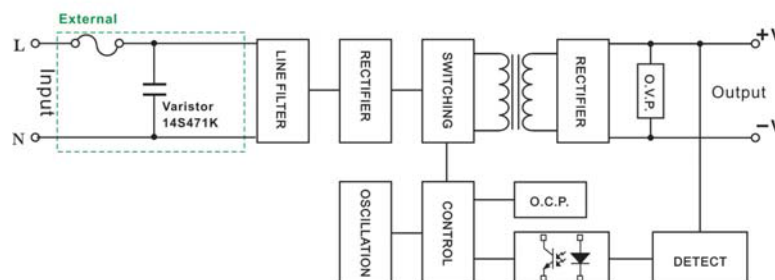 External
L
Input
N
Varistor
14S471K
LINE FILTER
RECTIFIER
SWITCHING
RECTIFIER
O.V.P.
+V
Output
-V
OSCILLATION
CONTROL
O.C.P.
DETECT